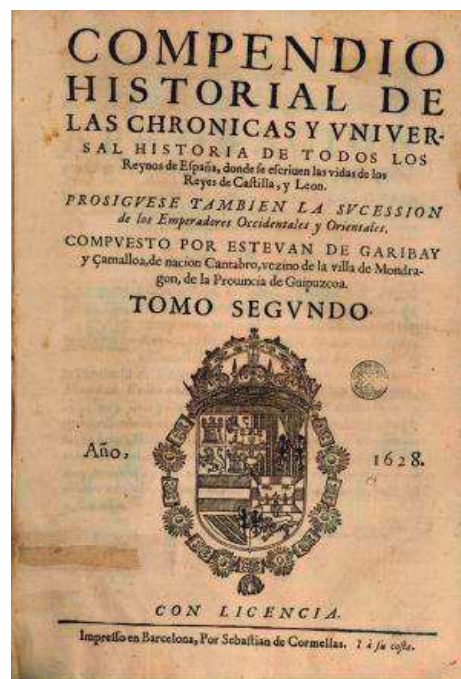 COMPENDIO
HISTORIAL DE
LAS CHRONICAS Y VNIVER-
SAL HISTORIA DE TODOS LOS
Reynos de España, donde se escriuen las vidas de los
Reyes de Castilla, y Leon.
PROSIGVESE TAMBIEN LA SVCESSION
de los Emperadores Occidentales y Orientales.
COMPVESTO POR ESTEVAN DE GARIBAY
y Çamalloa, de nacion Cantabro, vezino de la villa de Mondra-
gon, de la Prouincia de Guipuzcoa.
TOMO SEGVNDO.
Año, 1628.
CON LICENCIA.
Impresso en Barcelona, Por Sebastian de Cormellas. Y à su costa.